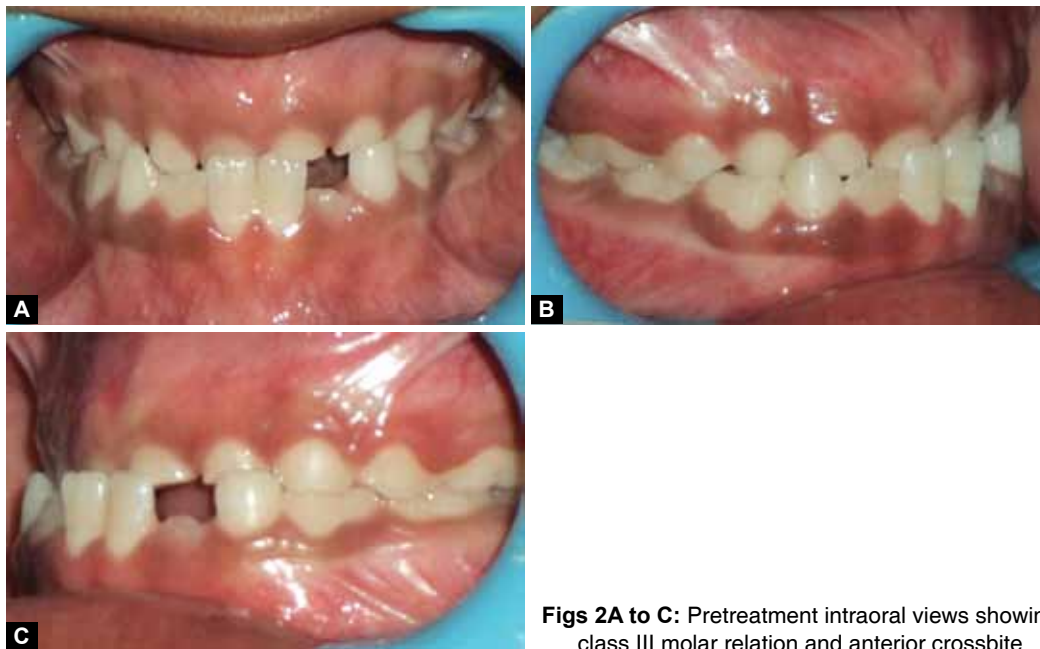 A
B
C
Figs 2A to C: Pretreatment intraoral views showin
class III molar relation and anterior crossbite